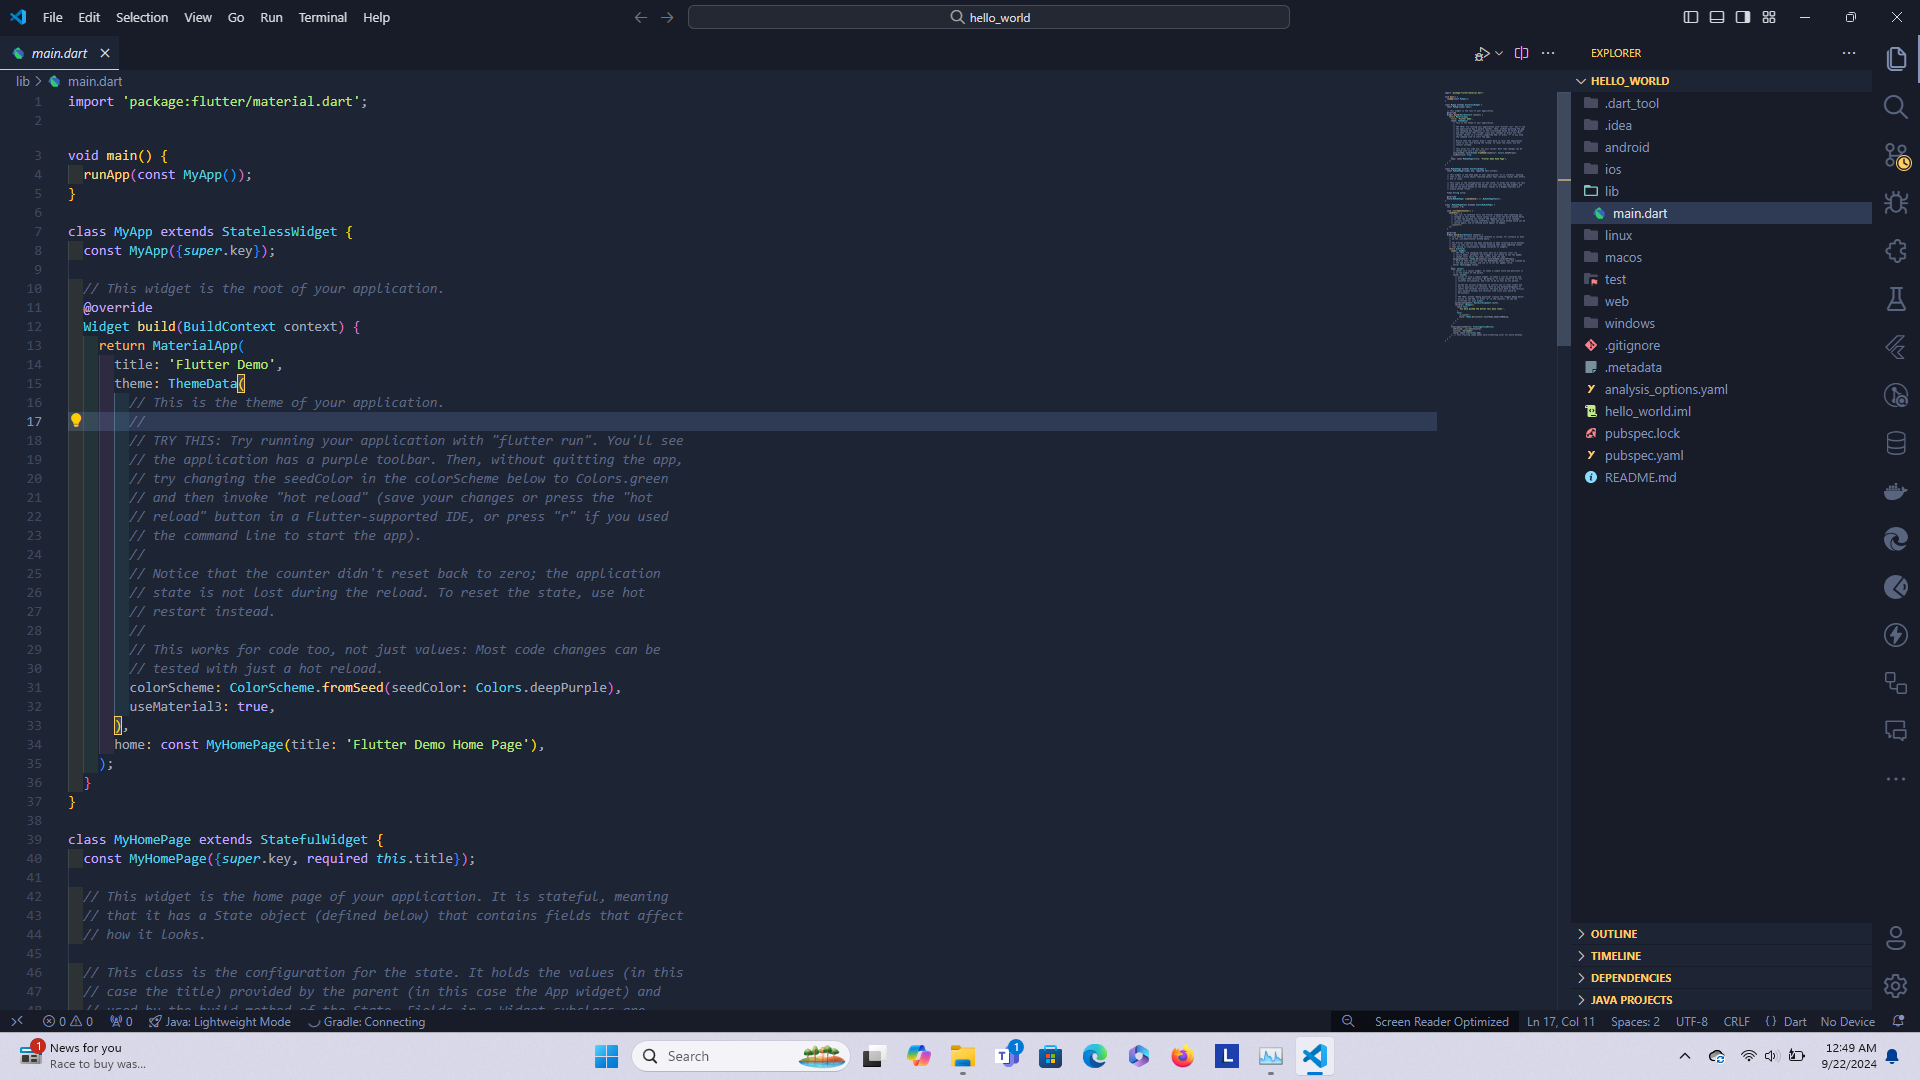 File Edit Selection View Go Run Terminal Help
hello_world
main.dart
lib > main.dart
1 import 'package:flutter/material.dart';
2
3 void main() {
4 runApp(const MyApp());
5 }
6
7 class MyApp extends StatelessWidget {
8 const MyApp({super.key});
9
10 // This widget is the root of your application.
11 @override
12 Widget build(BuildContext context) {
13 return MaterialApp(
14 title: 'Flutter Demo',
15 theme: ThemeData(
16 // This is the theme of your application.
17 //
18 // TRY THIS: Try running your application with "flutter run". You'll see
19 // the application has a purple toolbar. Then, without quitting the app,
20 // try changing the seedColor in the colorScheme below to Colors.green
21 // and then invoke "hot reload" (save your changes or press the "hot
22 // reload" button in a Flutter-supported IDE, or press "r" if you used
23 // the command line to start the app).
24 //
25 // Notice that the counter didn't reset back to zero; the application
26 // state is not lost during the reload. To reset the state, use hot
27 // restart instead.
28 //
29 // This works for code too, not just values: Most code changes can be
30 // tested with just a hot reload.
31 colorScheme: ColorScheme.fromSeed(seedColor: Colors.deepPurple),
32 useMaterial3: true,
33 ),
34 home: const MyHomePage(title: 'Flutter Demo Home Page'),
35 );
36 }
37 }
38
39 class MyHomePage extends StatefulWidget {
40 const MyHomePage({super.key, required this.title});
41
42 // This widget is the home page of your application. It is stateful, meaning
43 // that it has a State object (defined below) that contains fields that affect
44 // how it looks.
45
46 // This class is the configuration for the state. It holds the values (in this
47 // case the title) provided by the parent (in this case the App widget) and
48 // used by the build method of the State. Fields in a Widget subclass are
EXPLORER
HELLO_WORLD
.dart_tool
.idea
android
ios
lib
main.dart
linux
macos
test
web
windows
.gitignore
.metadata
analysis_options.yaml
hello_world.iml
pubspec.lock
pubspec.yaml
README.md
OUTLINE
TIMELINE
DEPENDENCIES
JAVA PROJECTS
0 0 0 Java: Lightweight Mode Gradle: Connecting
Screen Reader Optimized Ln 17, Col 11 Spaces: 2 UTF-8 CRLF {} Dart No Device
1 News for you
Race to buy was...
Search
T 1
L
12:49 AM
9/22/2024